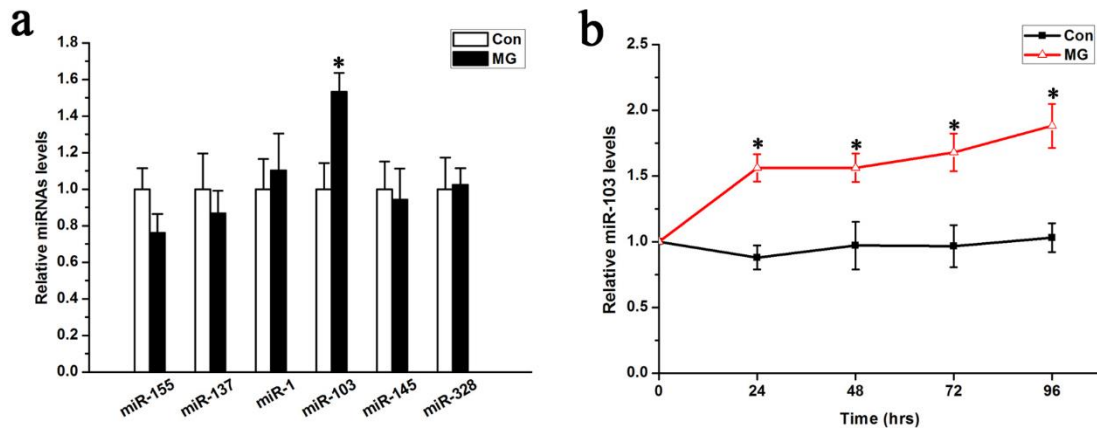 a
Relative miRNAs levels
1.8
1.6
1.4
1.2
1.0
0.8
0.6
0.4
0.2
0.0
Con
MG
*
miR-155
miR-137
miR-1
miR-103
miR-145
miR-328
b
Relative miR-103 levels
2.5
2.0
1.5
1.0
0.5
0.0
Con
MG
* * * *
0 24 48 72 96
Time (hrs)